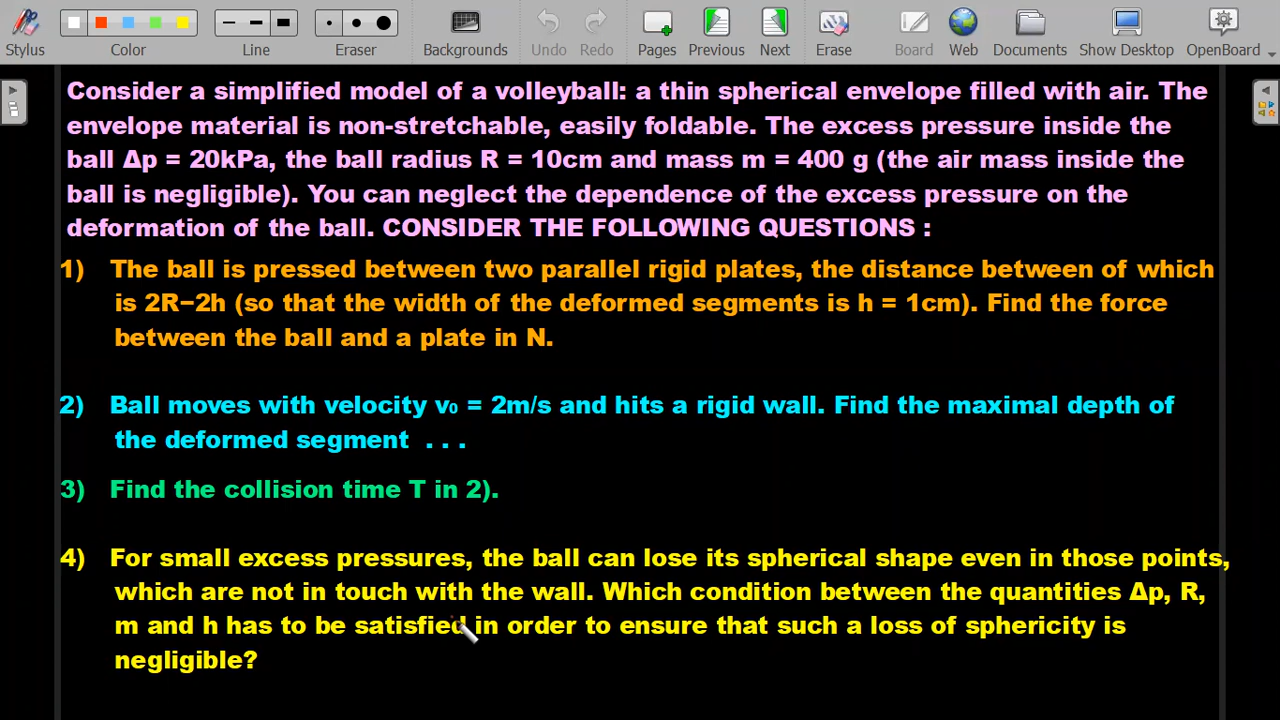 Stylus Color Line Eraser Backgrounds Undo Redo Pages Previous Next Erase Board Web Documents Show Desktop OpenBoard
Consider a simplified model of a volleyball: a thin spherical envelope filled with air. The
envelope material is non-stretchable, easily foldable. The excess pressure inside the
ball Δp = 20kPa, the ball radius R = 10cm and mass m = 400 g (the air mass inside the
ball is negligible). You can neglect the dependence of the excess pressure on the
deformation of the ball. CONSIDER THE FOLLOWING QUESTIONS :
1) The ball is pressed between two parallel rigid plates, the distance between of which
is 2R−2h (so that the width of the deformed segments is h = 1cm). Find the force
between the ball and a plate in N.
2) Ball moves with velocity v₀ = 2m/s and hits a rigid wall. Find the maximal depth of
the deformed segment . . .
3) Find the collision time T in 2).
4) For small excess pressures, the ball can lose its spherical shape even in those points,
which are not in touch with the wall. Which condition between the quantities Δp, R,
m and h has to be satisfied in order to ensure that such a loss of sphericity is
negligible?